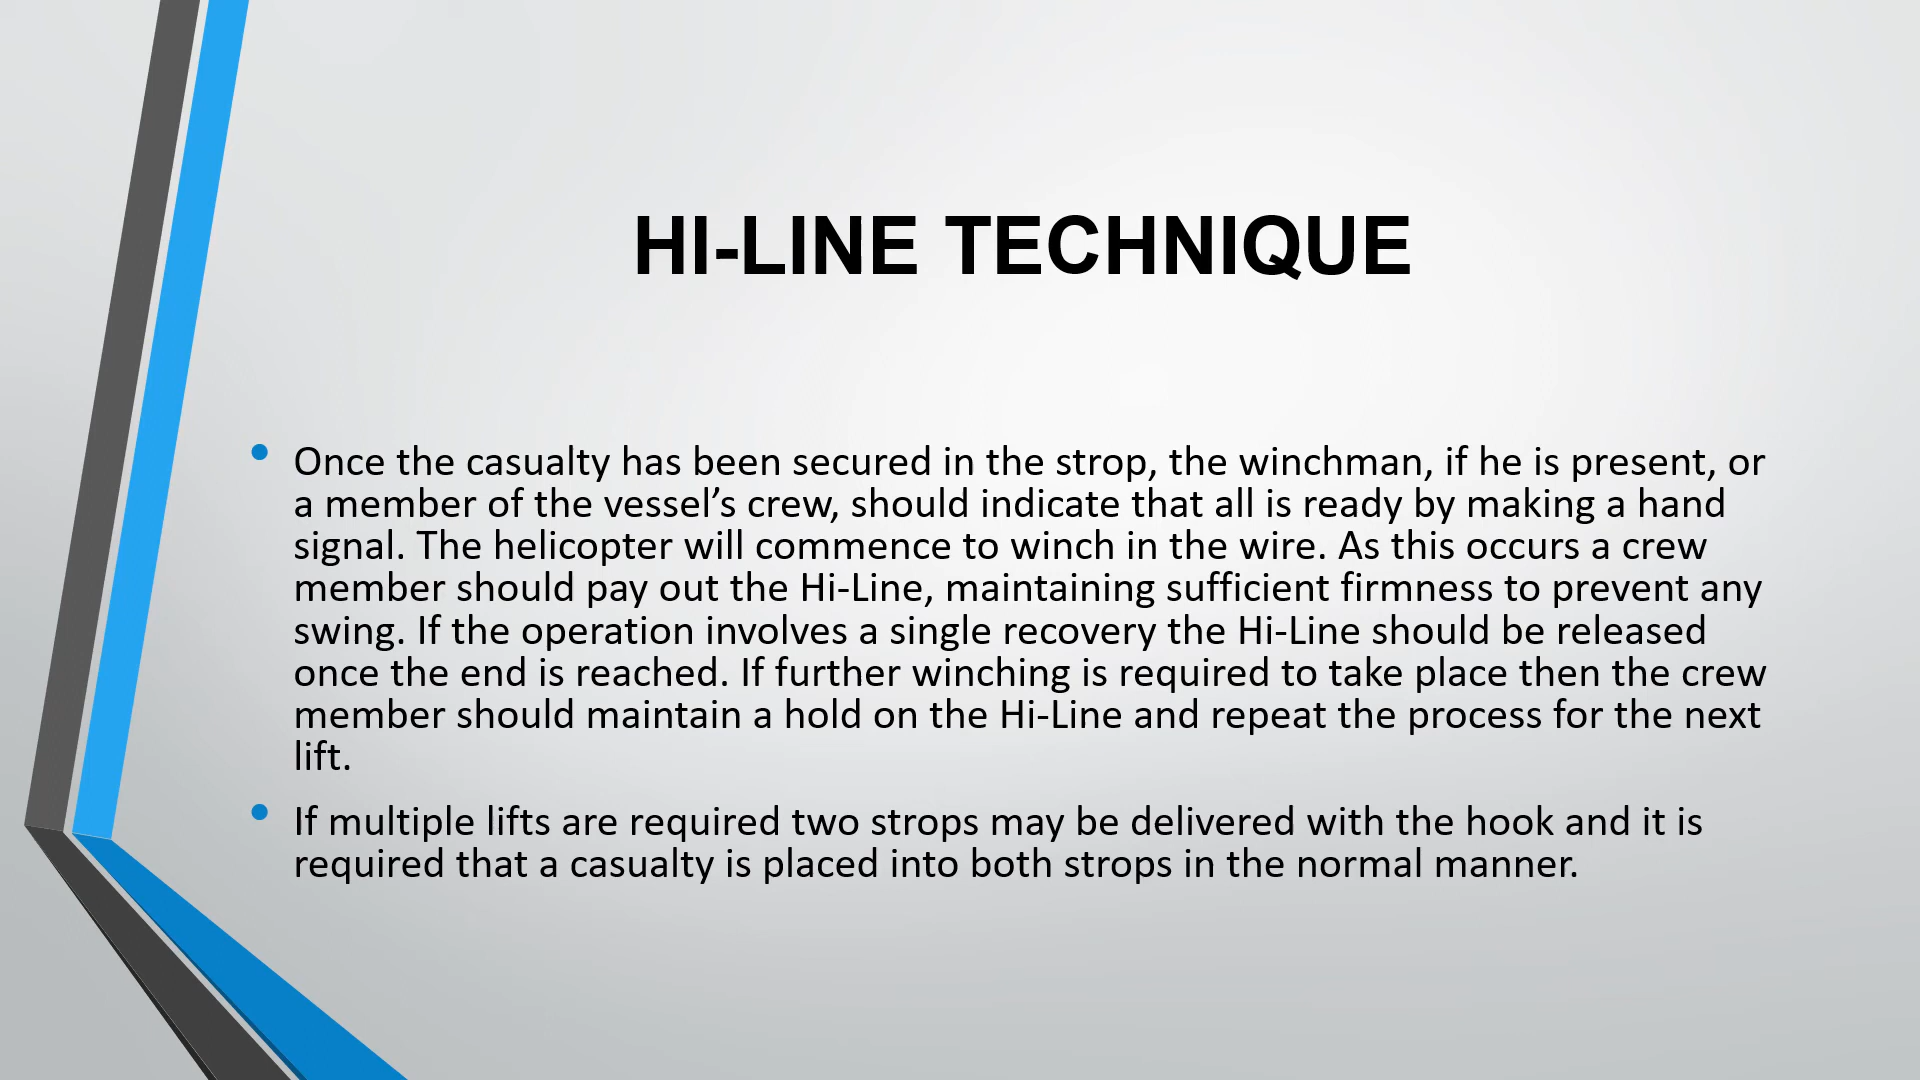 HI-LINE TECHNIQUE
• Once the casualty has been secured in the strop, the winchman, if he is present, or
a member of the vessel’s crew, should indicate that all is ready by making a hand
signal. The helicopter will commence to winch in the wire. As this occurs a crew
member should pay out the Hi-Line, maintaining sufficient firmness to prevent any
swing. If the operation involves a single recovery the Hi-Line should be released
once the end is reached. If further winching is required to take place then the crew
member should maintain a hold on the Hi-Line and repeat the process for the next
lift.
• If multiple lifts are required two strops may be delivered with the hook and it is
required that a casualty is placed into both strops in the normal manner.